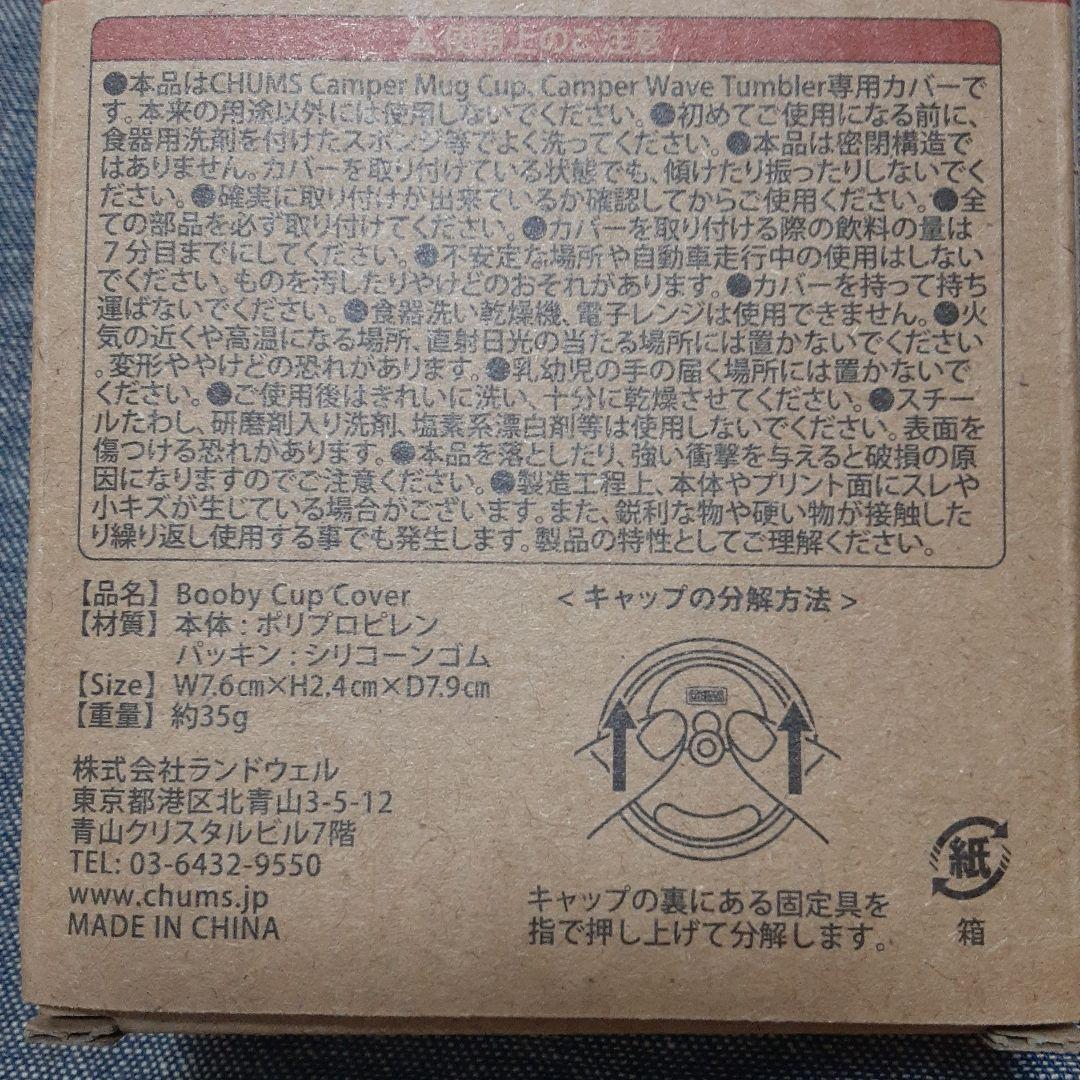 ⚠使用上のご注意
●本品はCHUMS Camper Mug Cup、Camper Wave Tumbler専用カバーで
す。本来の用途以外には使用しないでください。●初めてご使用になる前に、
食器用洗剤を付けたスポンジ等でよく洗ってください。●本品は密閉構造で
はありません。カバーを取り付けている状態でも、傾けたり振ったりしないでく
ださい。●確実に取り付けが出来ているか確認してからご使用ください。●全
ての部品を必ず取り付けてください。●カバーを取り付ける際の飲料の量は
7分目までにしてください。●不安定な場所や自動車走行中の使用はしない
でください。ものを汚したりやけどのおそれがあります。●カバーを持って持ち
運ばないでください。●食器洗い乾燥機、電子レンジは使用できません。●火
気の近くや高温になる場所、直射日光の当たる場所には置かないでください
。変形ややけどの恐れがあります。●乳幼児の手の届く場所には置かないで
ください。●ご使用後はきれいに洗い、十分に乾燥させてください。●スチー
ルたわし、研磨剤入り洗剤、塩素系漂白剤等は使用しないでください。表面を
傷つける恐れがあります。●本品を落としたり、強い衝撃を与えると破損の原
因になりますのでご注意ください。●製造工程上、本体やプリント面にスレや
小キズが生じている場合がございます。また、鋭利な物や硬い物が接触した
り繰り返し使用する事でも発生します。製品の特性としてご理解ください。
【品名】Booby Cup Cover
【材質】本体：ポリプロピレン
パッキン：シリコーンゴム
【Size】W7.6㎝×H2.4㎝×D7.9㎝
【重量】約35g
株式会社ランドウェル
東京都港区北青山3-5-12
青山クリスタルビル7階
TEL: 03-6432-9550
www.chums.jp
MADE IN CHINA
<キャップの分解方法>
CHUMS
キャップの裏にある固定具を
指で押し上げて分解します。
紙
箱